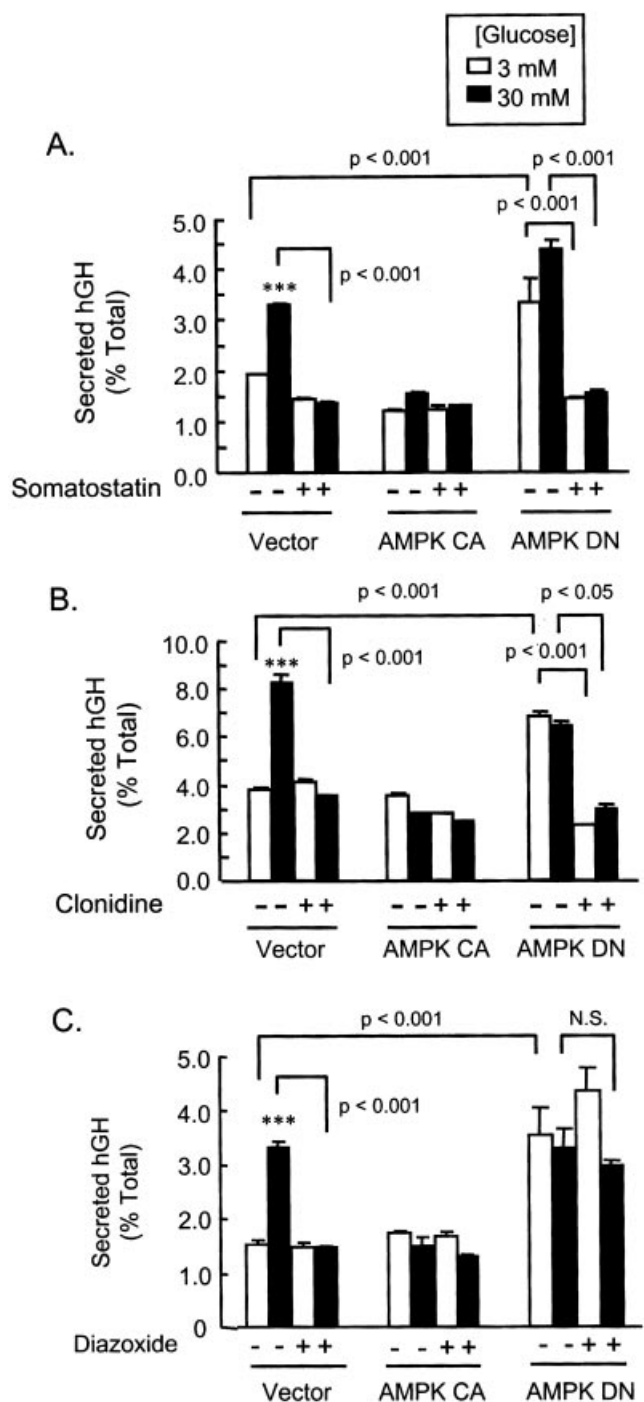 [Glucose]
3 mM
30 mM
A.
p < 0.001
p < 0.001
p < 0.001
5.0
4.0
3.0
2.0
1.0
0.0
Secreted hGH
(% Total)
***
p < 0.001
Somatostatin - - + + - - + + - - + +
Vector AMPK CA AMPK DN
B.
p < 0.001
p < 0.05
p < 0.001
10.0
8.0
6.0
4.0
2.0
0.0
Secreted hGH
(% Total)
***
p < 0.001
Clonidine - - + + - - + + - - + +
Vector AMPK CA AMPK DN
C.
p < 0.001
N.S.
5.0
4.0
3.0
2.0
1.0
0
Secreted hGH
(% Total)
***
p < 0.001
Diazoxide - - + + - - + + - - + +
Vector AMPK CA AMPK DN